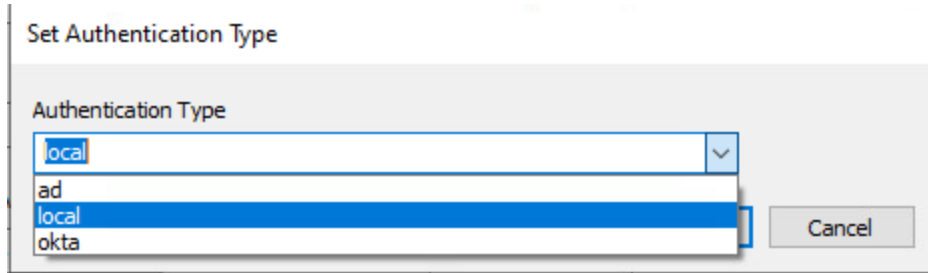 Set Authentication Type
Authentication Type
local
ad
local
okta
Cancel